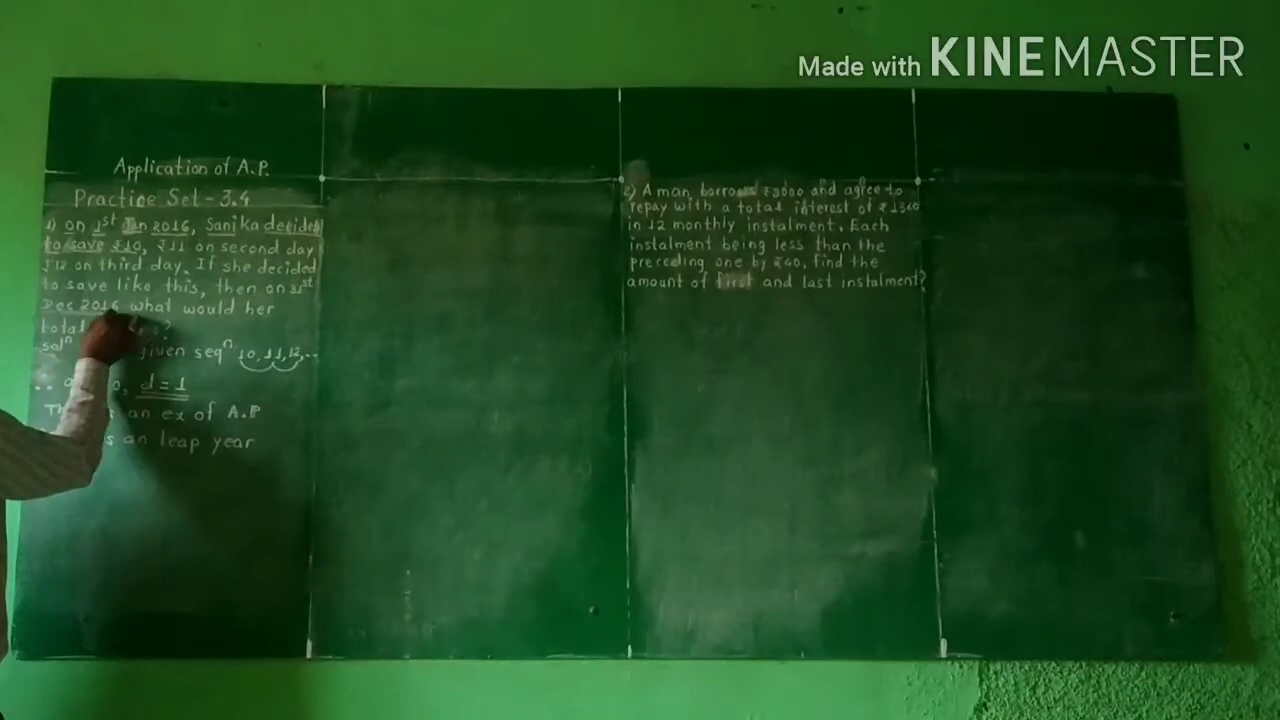 Made with KINEMASTER
Application of A.P.
Practice Set - 3.4
1) On 1st Jan 2016, Sanika decides
to save ₹10, ₹11 on second day
₹12 on third day. If she decided
to save like this, then on 31st
Dec 2016 what would her
total ?
Soln given seqn 10, 11, 12, ..
∴ d = 1
an ex of A.P
an leap year
2) A man borrows ₹8000 and agree to
repay with a total interest of ₹1360
in 12 monthly instalment. Each
instalment being less than the
preceding one by ₹40, find the
amount of first and last instalment?